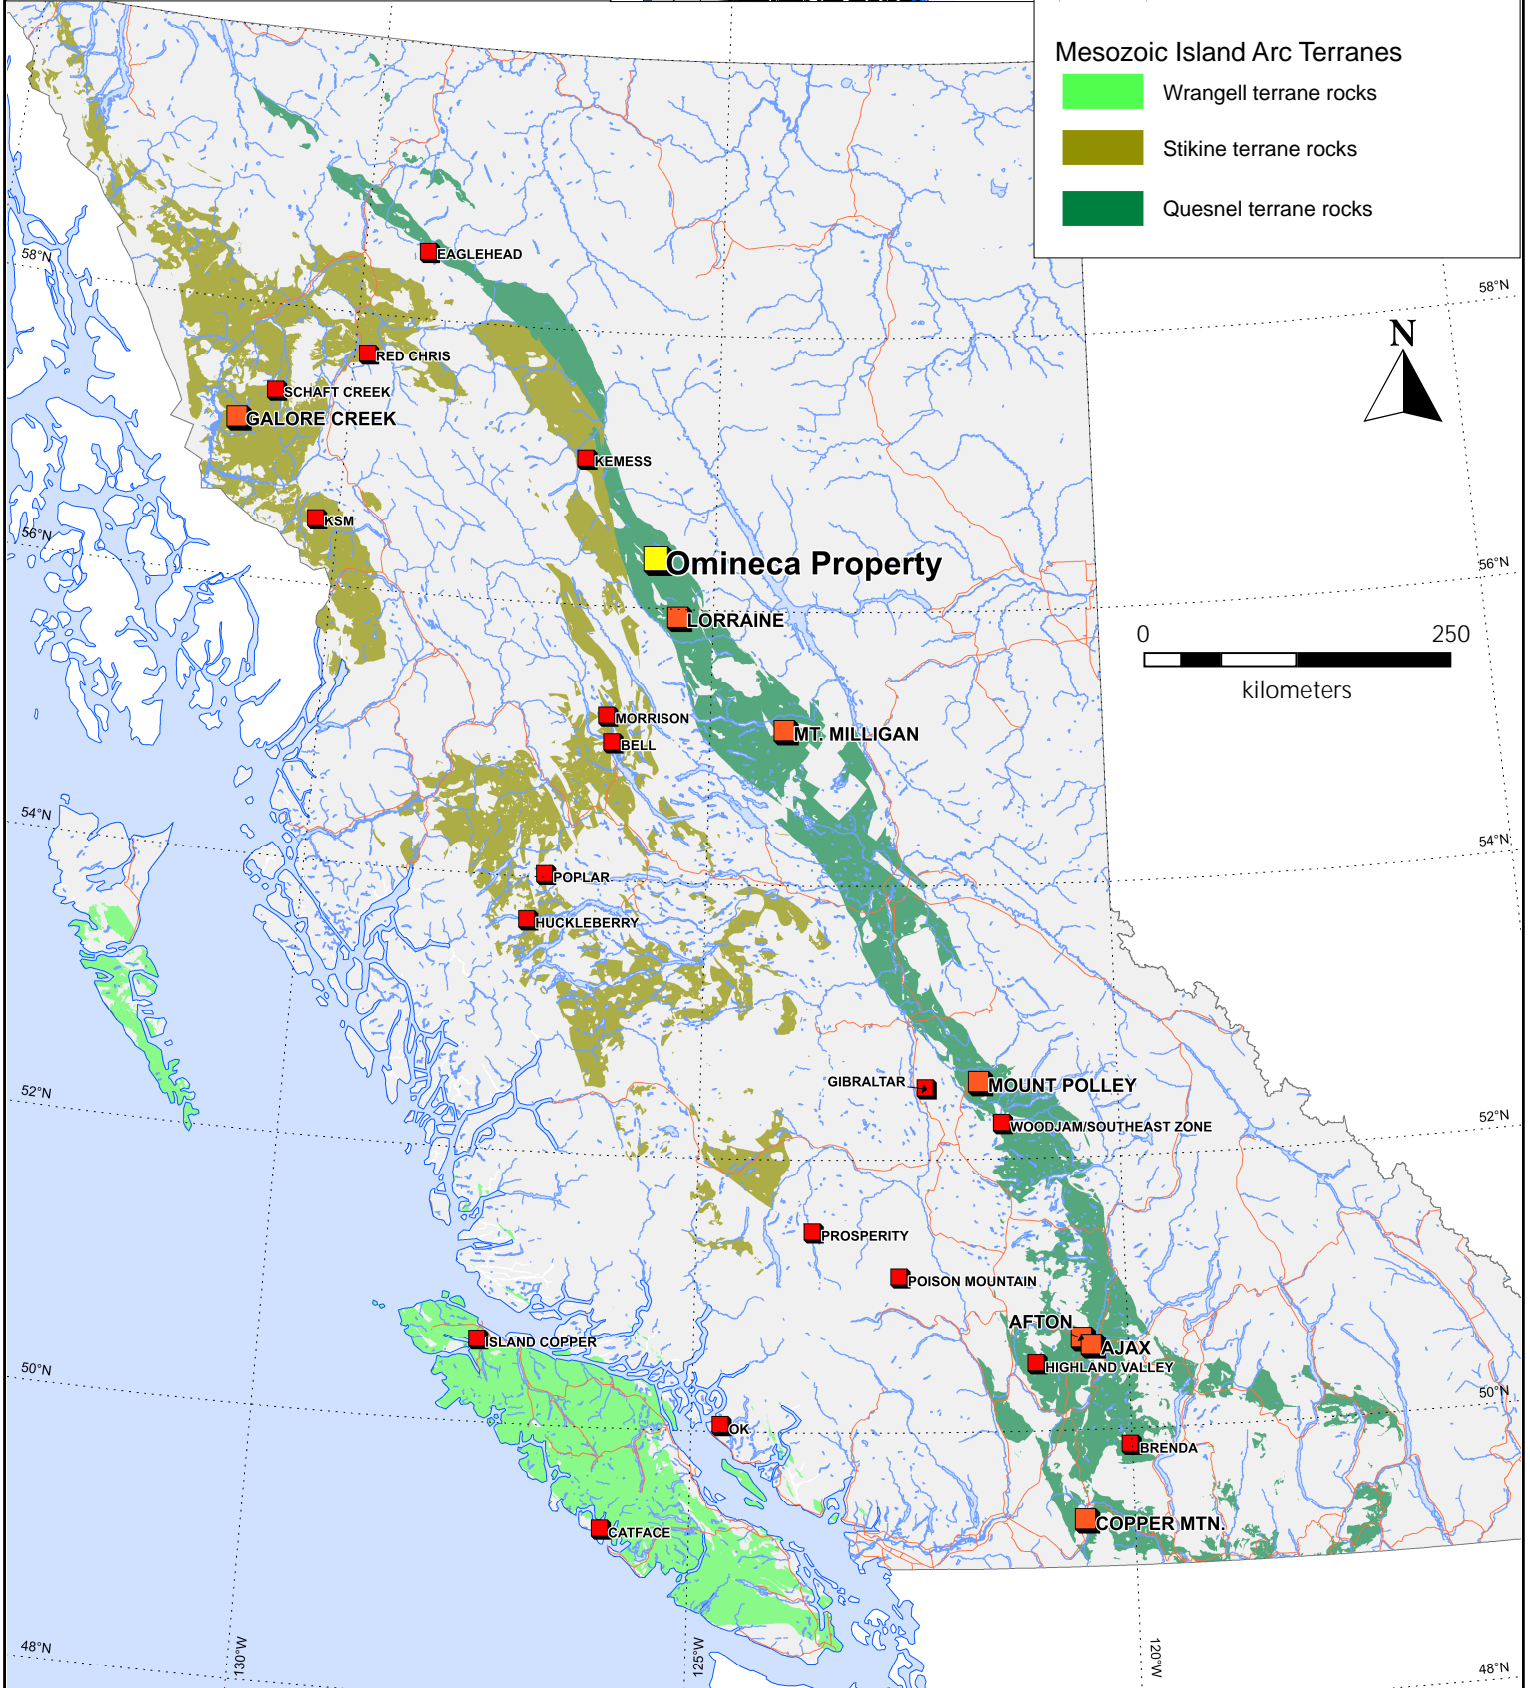 Mesozoic Island Arc Terranes
Wrangell terrane rocks
Stikine terrane rocks
Quesnel terrane rocks
58°N
58°N
EAGLEHEAD
N
RED CHRIS
SCHAFT CREEK
GALORE CREEK
KEMESS
KSM
56°N
56°N
Omineca Property
LORRAINE
0 250
kilometers
MORRISON
MT. MILLIGAN
BELL
54°N
54°N
POPLAR
HUCKLEBERRY
GIBRALTAR
MOUNT POLLEY
52°N
52°N
WOODJAM/SOUTHEAST ZONE
PROSPERITY
POISON MOUNTAIN
AFTON
ISLAND COPPER
AJAX
HIGHLAND VALLEY
50°N
50°N
OK
BRENDA
COPPER MTN.
CATFACE
48°N
130°W
125°W
120°W
48°N